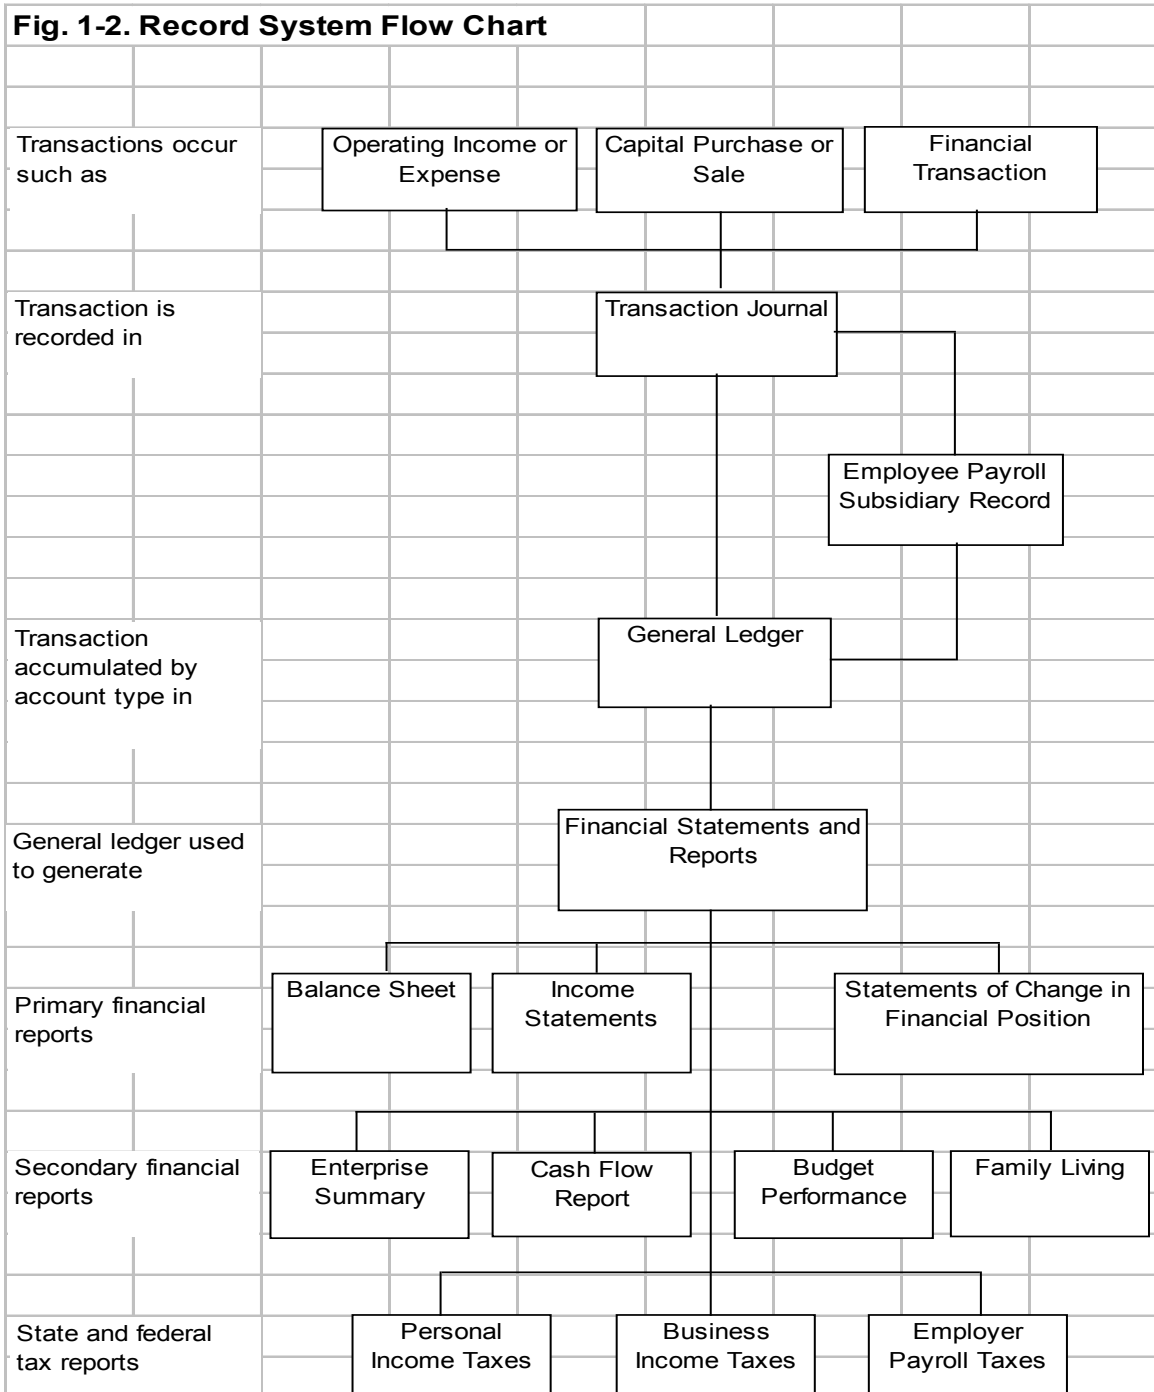 Fig. 1-2. Record System Flow Chart
Transactions occur
such as
Operating Income or
Expense
Capital Purchase or
Sale
Financial
Transaction
Transaction is
recorded in
Transaction Journal
Employee Payroll
Subsidiary Record
Transaction
accumulated by
account type in
General Ledger
General ledger used
to generate
Financial Statements and
Reports
Primary financial
reports
Balance Sheet
Income
Statements
Statements of Change in
Financial Position
Secondary financial
reports
Enterprise
Summary
Cash Flow
Report
Budget
Performance
Family Living
State and federal
tax reports
Personal
Income Taxes
Business
Income Taxes
Employer
Payroll Taxes